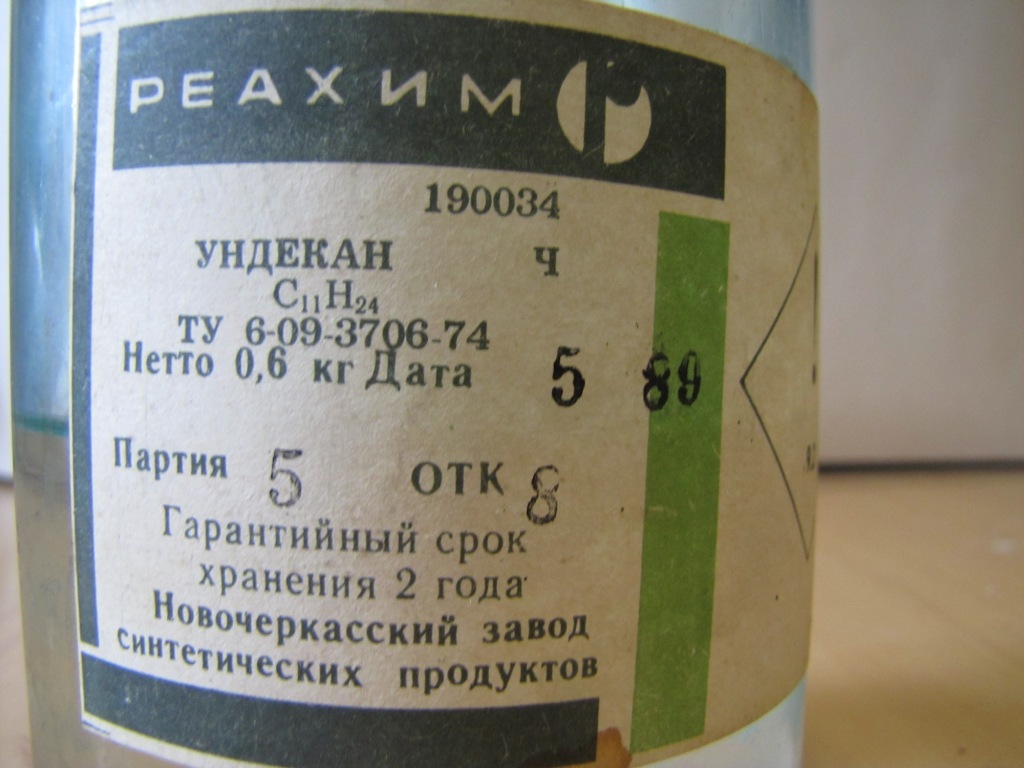 РЕАХИМ
190034
УНДЕКАН Ч
C₁₁H₂₄
ТУ 6-09-3706-74
Нетто 0,6 кг Дата 5 89
Партия 5 ОТК 8
Гарантийный срок
хранения 2 года
Новочеркасский завод
синтетических продуктов